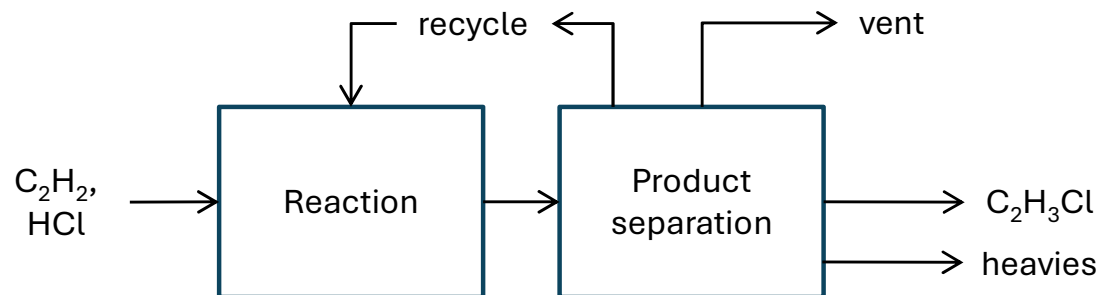 recycle
vent
C₂H₂,
HCl
Reaction
Product
separation
C₂H₃Cl
heavies